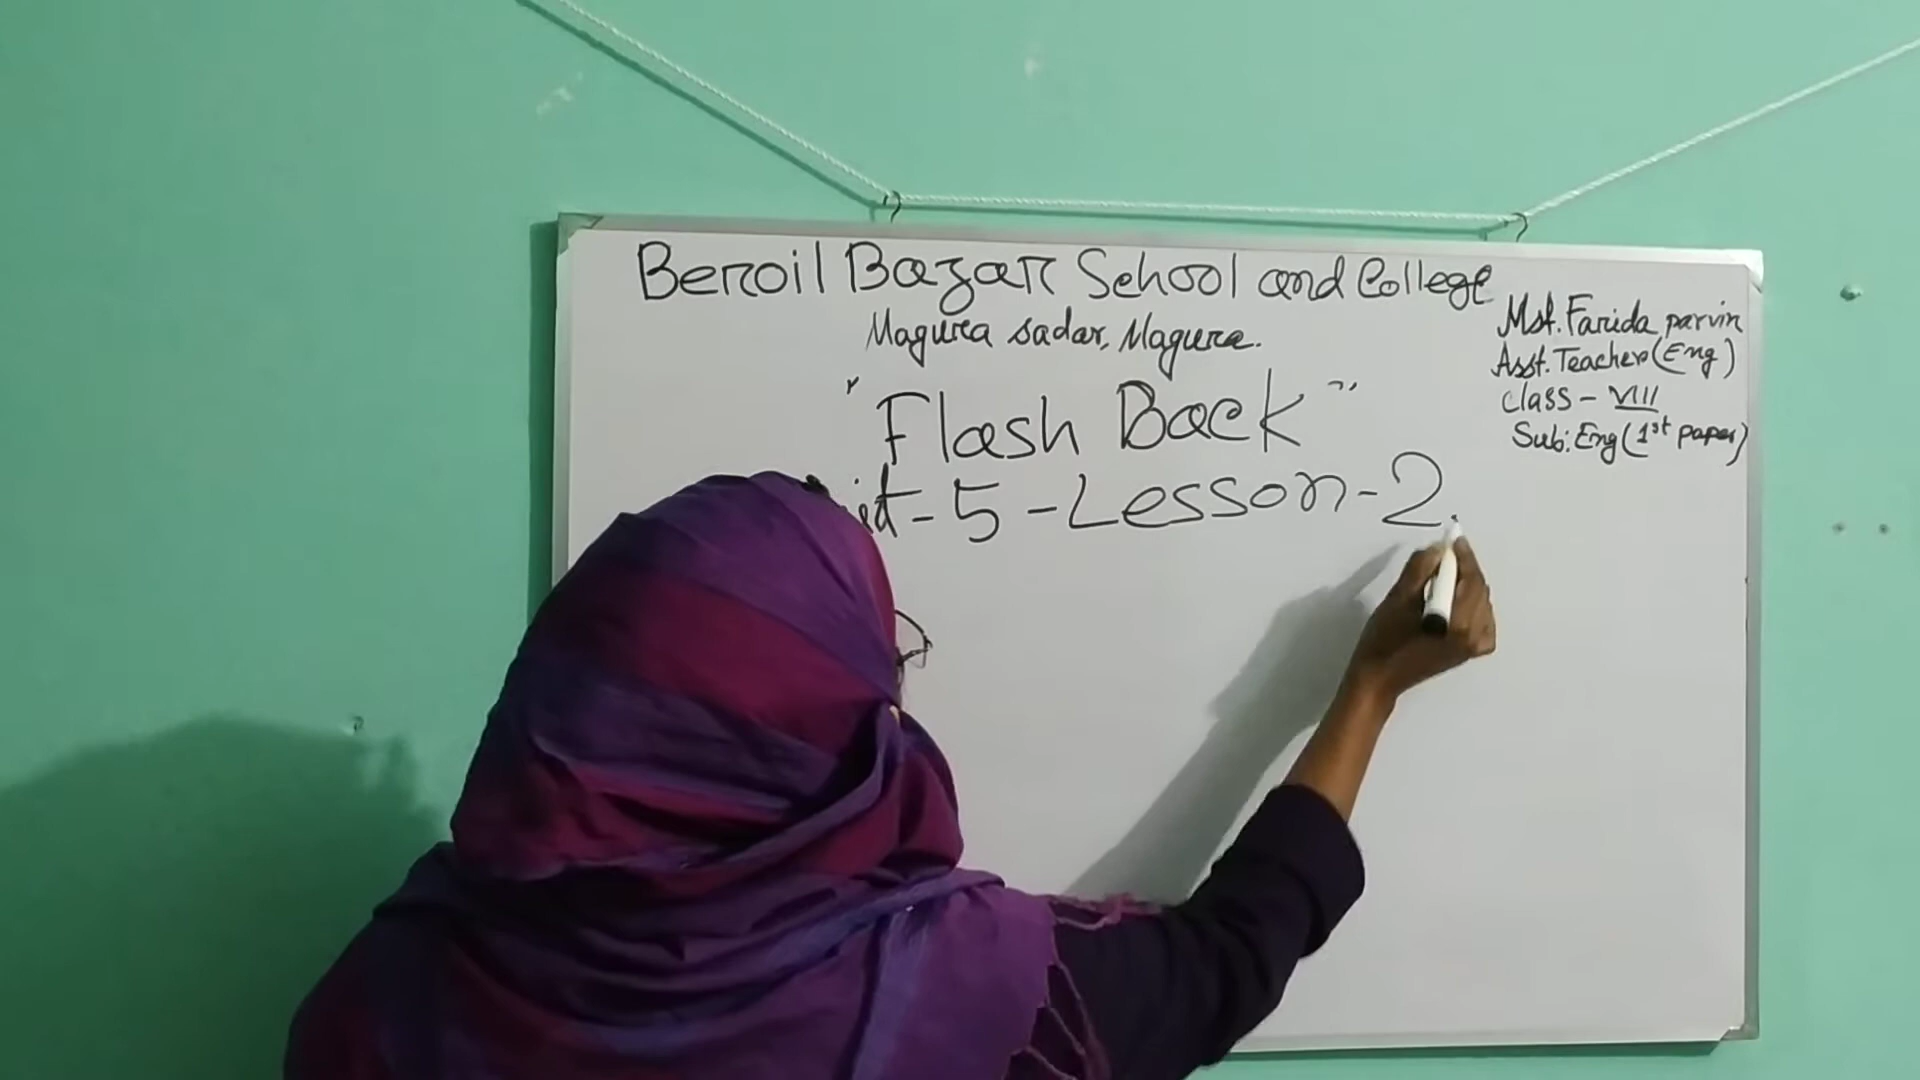 Beroil Bazar School and College
Magura sadar, Magura.
"Flash Back"
it-5-Lesson-2.
Mst. Farida parvin
Asst. Teacher (Eng)
Class - VIII
Sub: Eng (1st paper)